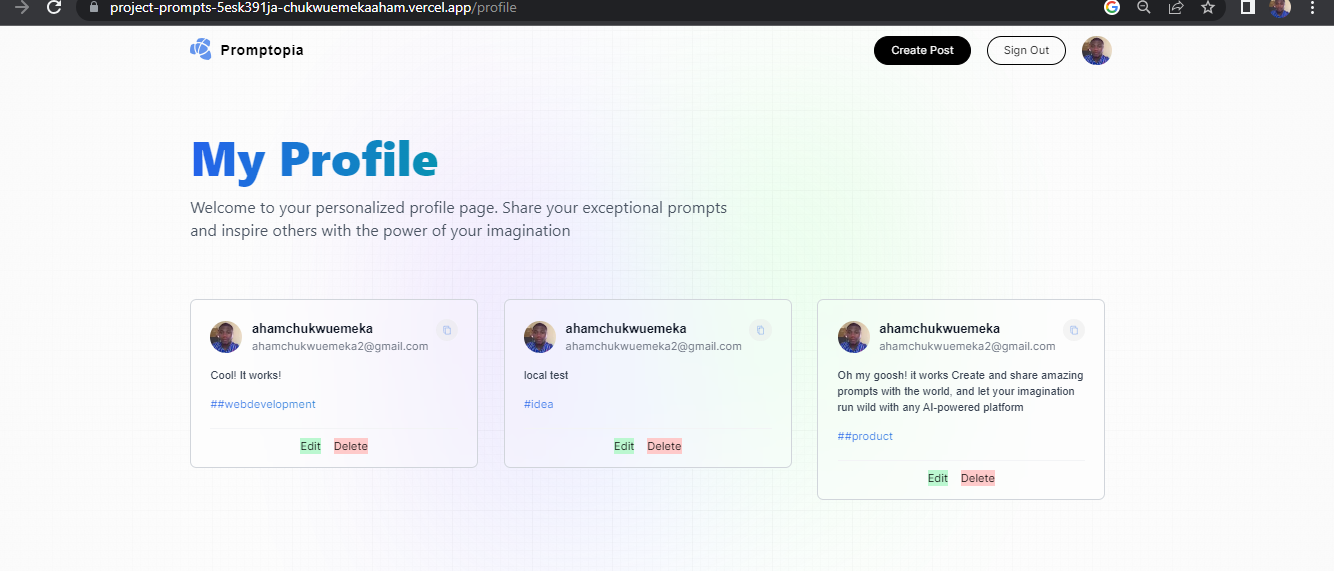 project-prompts-5esk391ja-chukwuemekaaham.vercel.app/profile
Promptopia
Create Post
Sign Out
My Profile
Welcome to your personalized profile page. Share your exceptional prompts
and inspire others with the power of your imagination
ahamchukwuemeka
ahamchukwuemeka2@gmail.com
Cool! It works!
##webdevelopment
Edit Delete
ahamchukwuemeka
ahamchukwuemeka2@gmail.com
local test
#idea
Edit Delete
ahamchukwuemeka
ahamchukwuemeka2@gmail.com
Oh my goosh! it works Create and share amazing
prompts with the world, and let your imagination
run wild with any AI-powered platform
##product
Edit Delete